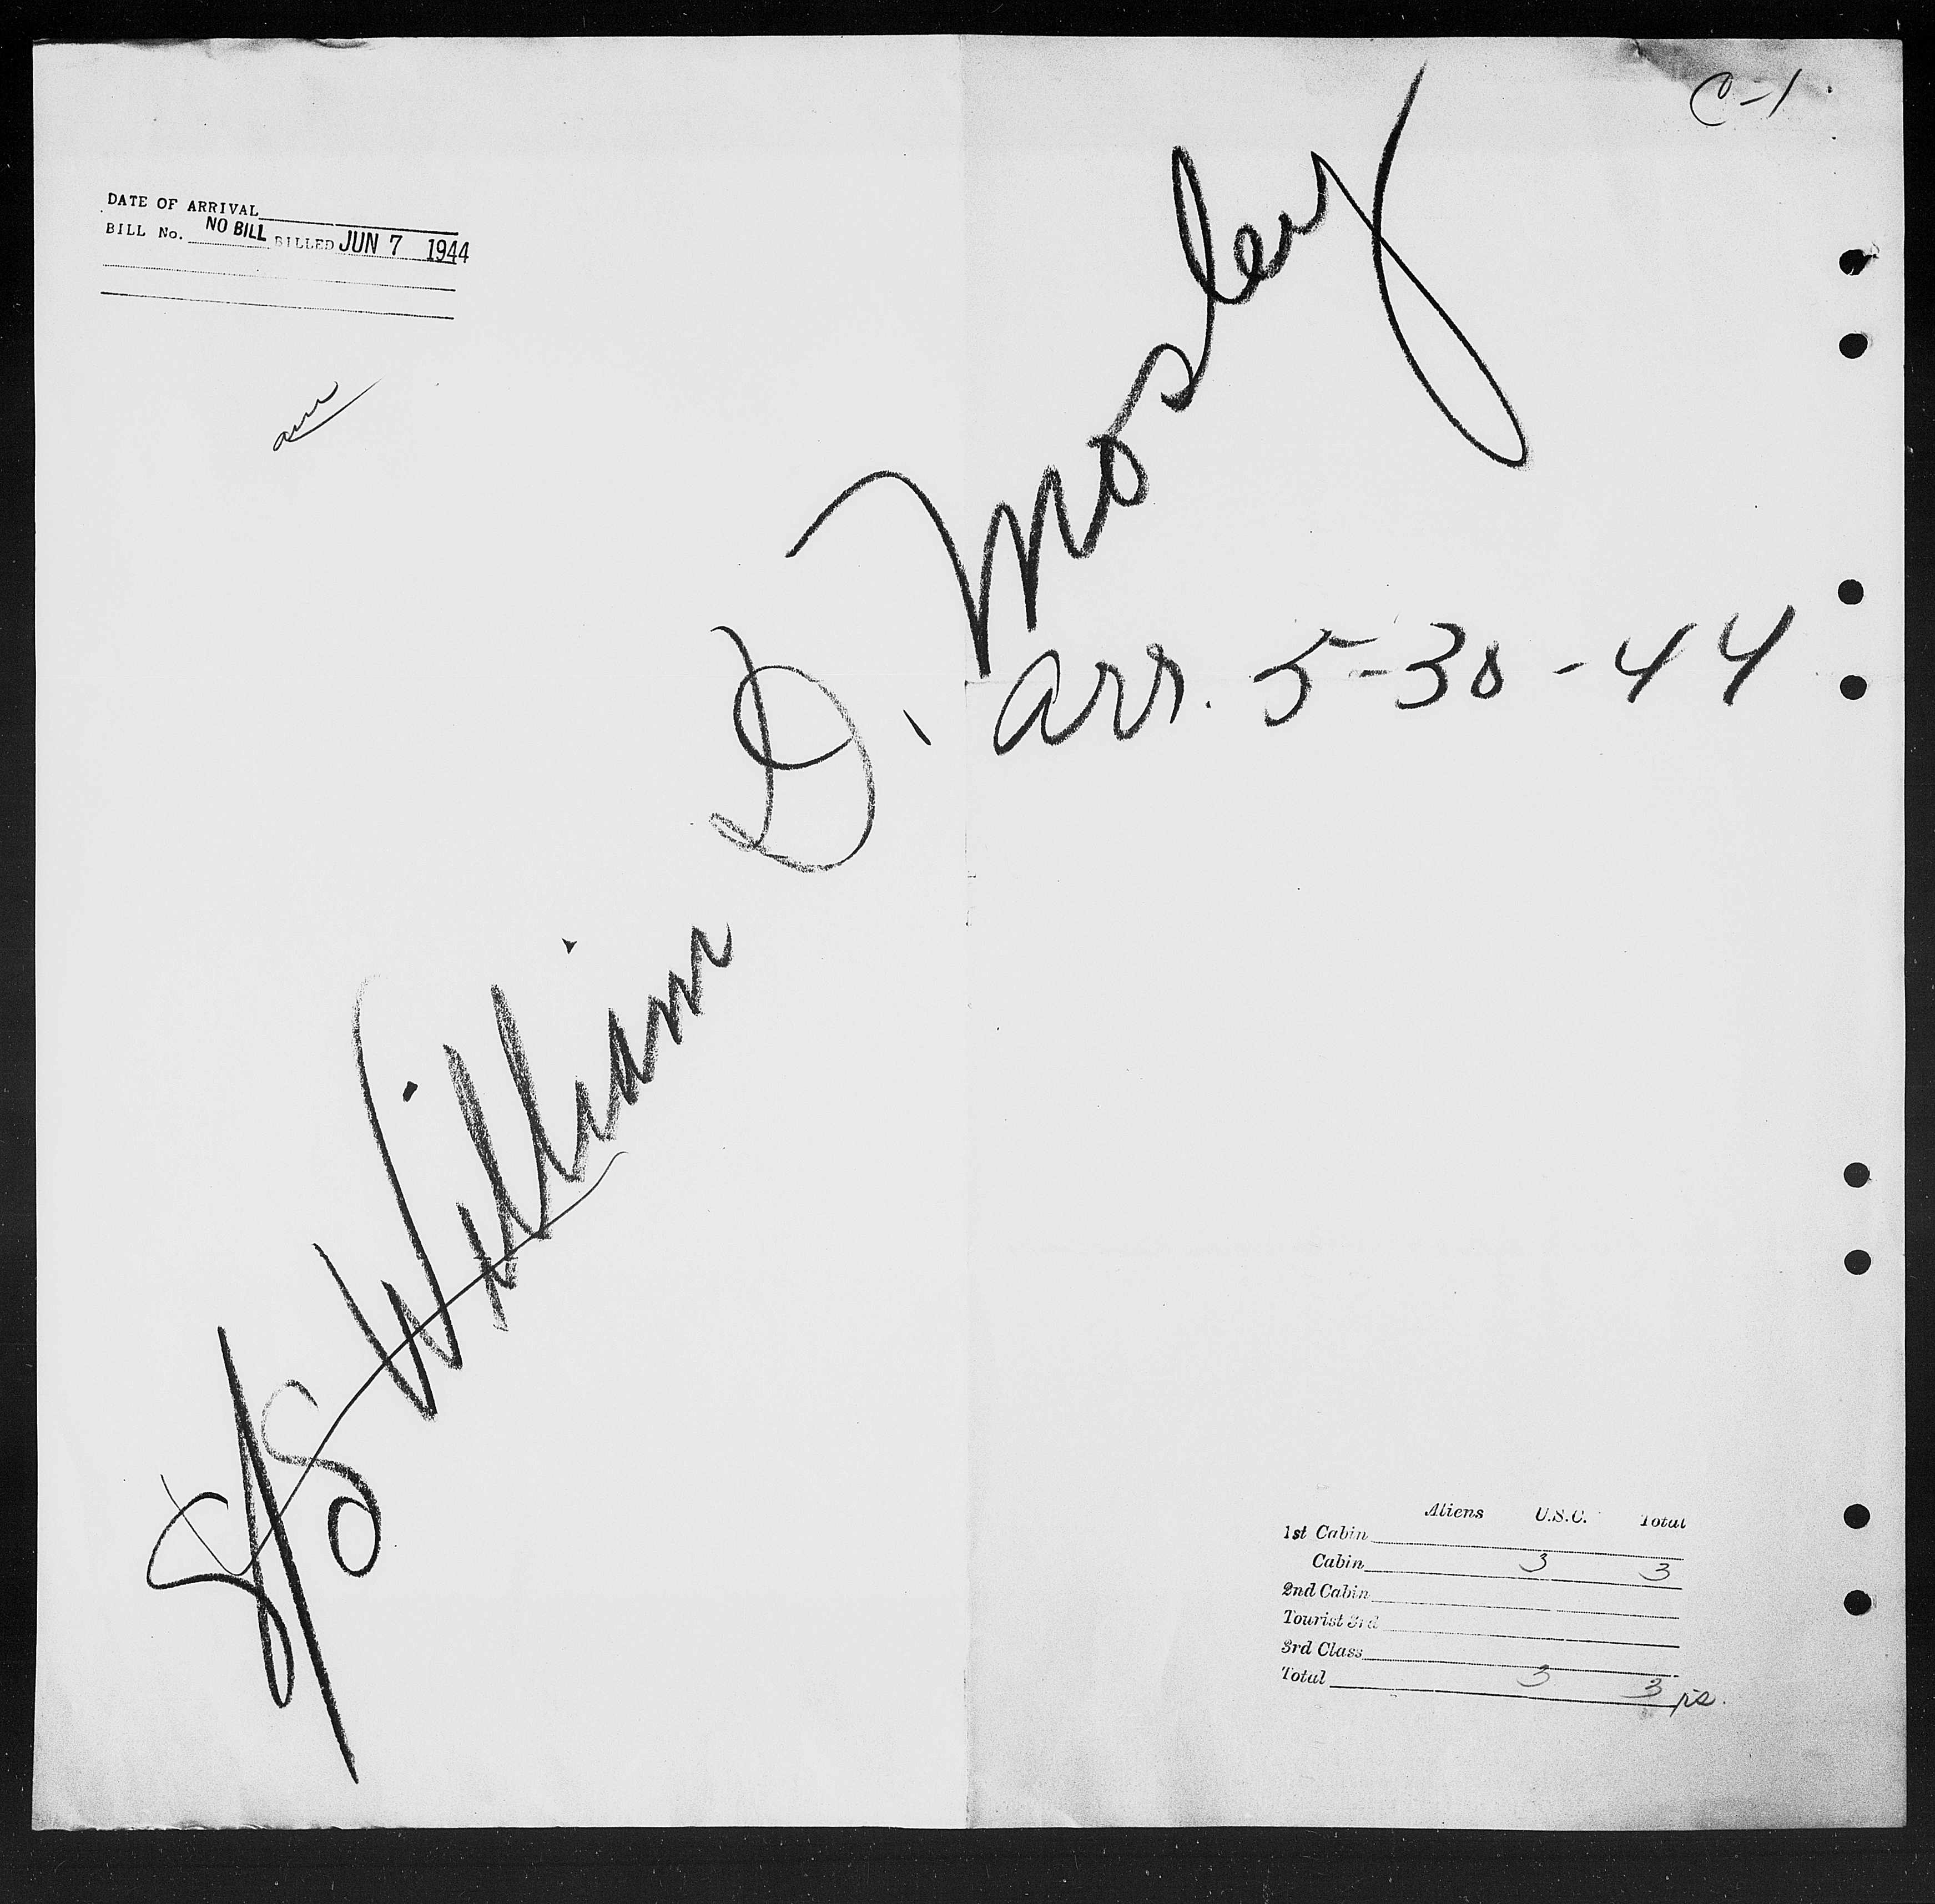 C-1
DATE OF ARRIVAL
BILL No. NO BILL BILLED JUN 7 1944
S/S William D. Mosley
arr. 5-30-44
Aliens U.S.C. Total
1st Cabin
Cabin 3 3
2nd Cabin
Tourist 3rd
3rd Class
Total 3 3